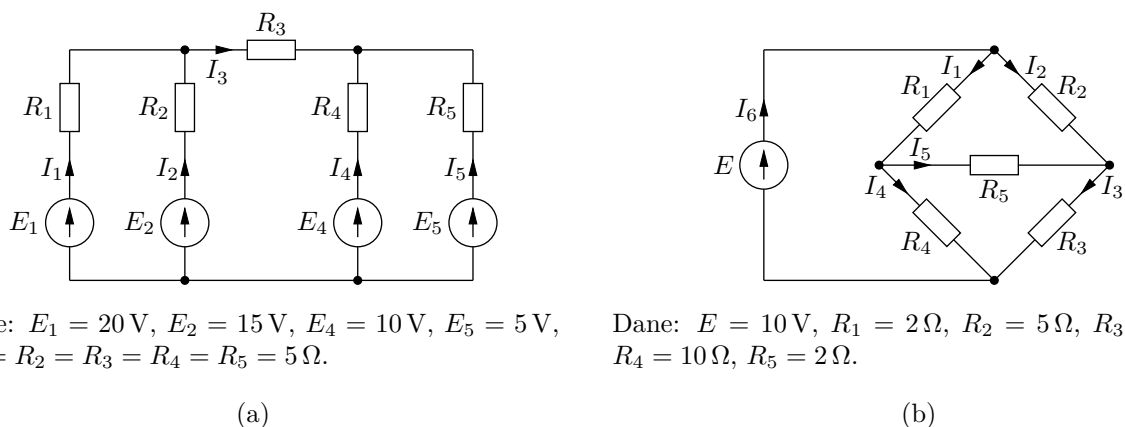 R₃
I₃
R₁ R₂ R₄ R₅
I₁ I₂ I₄ I₅
E₁ E₂ E₄ E₅
: E₁ = 20 V, E₂ = 15 V, E₄ = 10 V, E₅ = 5 V,
= R₂ = R₃ = R₄ = R₅ = 5 Ω.
(a)
I₁ I₂
R₁ R₂
I₆
E
I₅
I₄ R₅ I₃
R₄ R₃
Dane: E = 10 V, R₁ = 2 Ω, R₂ = 5 Ω, R₃
R₄ = 10 Ω, R₅ = 2 Ω.
(b)